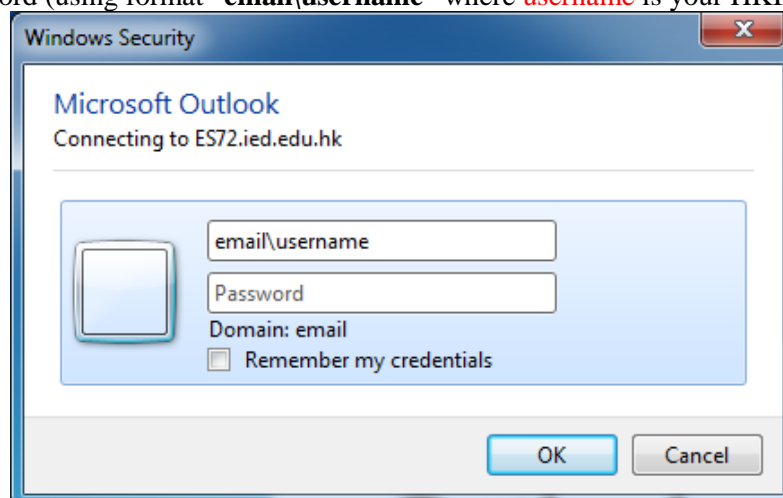 ord (using format "email\username" where username is your
Windows Security
Microsoft Outlook
Connecting to ES72.ied.edu.hk
email\username
Password
Domain: email
Remember my credentials
OK Cancel